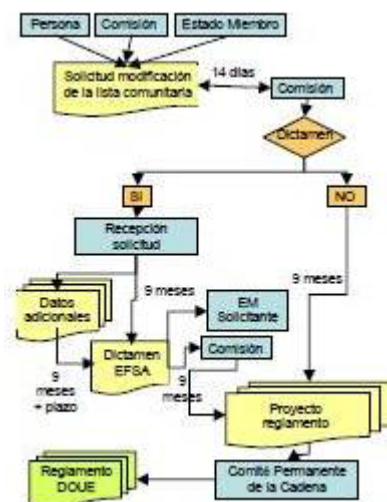 Persona
Comisión
Estado Miembro
Solicitud modificación
de la lista comunitaria
14 días
Comisión
Dictamen
SI
NO
Recepción
solicitud
9 meses
9 meses
Datos
adicionales
EM
Solicitante
Dictamen
EFSA
Comisión
9
meses
+ plazo
9
meses
Proyecto
reglamento
Reglamento
DOUE
Comité Permanente
de la Cadena